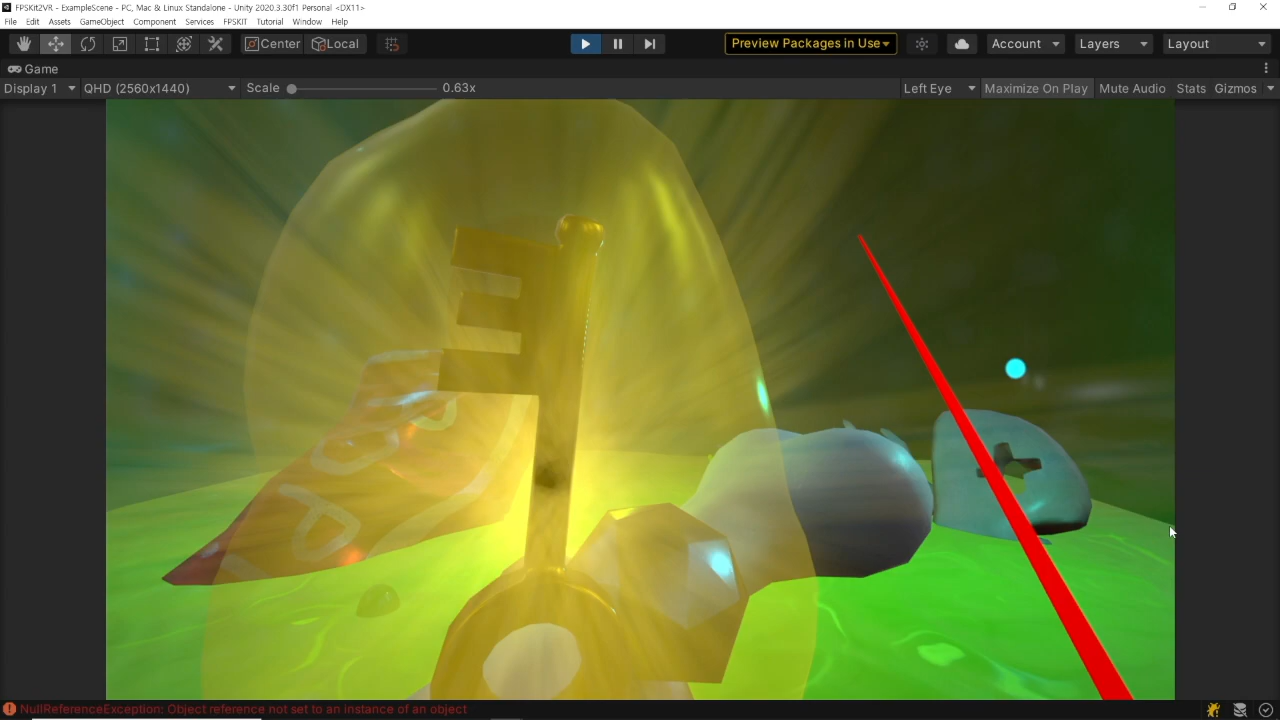 FPSKit2VR - ExampleScene - PC, Mac & Linux Standalone - Unity 2020.3.30f1 Personal <DX11>
File Edit Assets GameObject Component Services FPSKIT Tutorial Window Help
Center Local Preview Packages in Use Account Layers Layout
Game
Display 1 QHD (2560x1440) Scale 0.63x Left Eye Maximize On Play Mute Audio Stats Gizmos
NullReferenceException: Object reference not set to an instance of an object